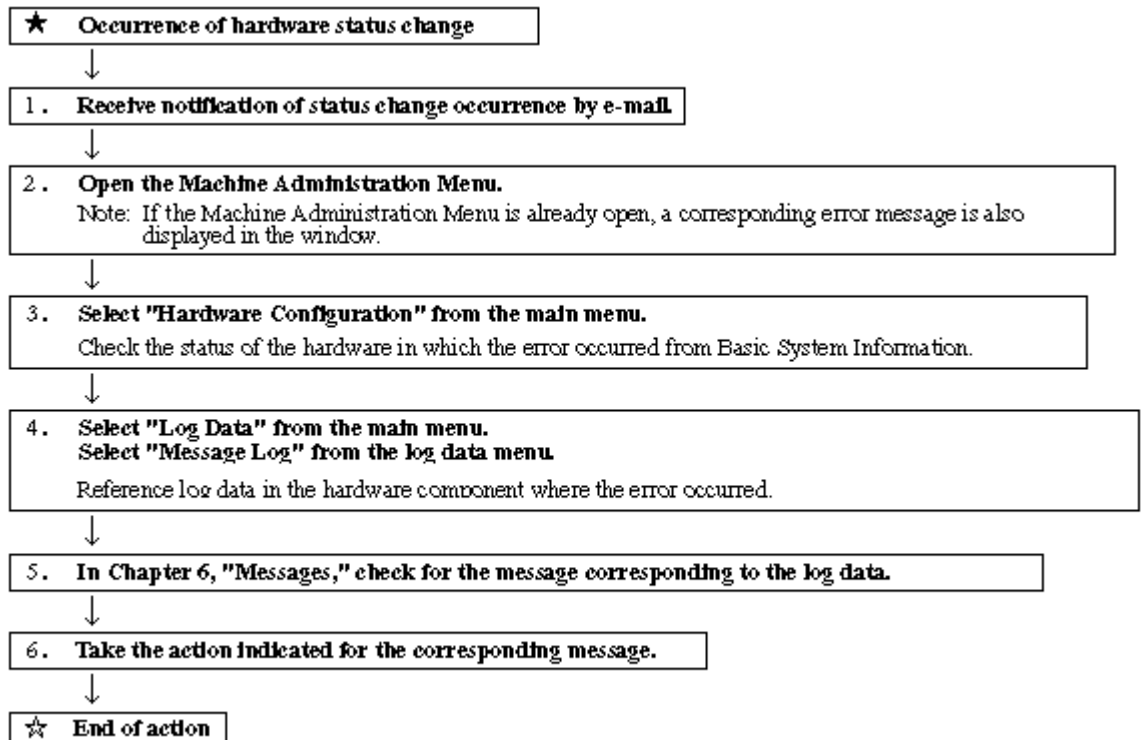 ★ Occurrence of hardware status change
↓
1. Receive notification of status change occurrence by e-mail.
↓
2. Open the Machine Administration Menu.
Note: If the Machine Administration Menu is already open, a corresponding error message is also
displayed in the window.
↓
3. Select "Hardware Configuration" from the main menu.
Check the status of the hardware in which the error occurred from Basic System Information.
↓
4. Select "Log Data" from the main menu.
Select "Message Log" from the log data menu.
Reference log data in the hardware component where the error occurred.
↓
5. In Chapter 6, "Messages," check for the message corresponding to the log data.
↓
6. Take the action indicated for the corresponding message.
↓
☆ End of action